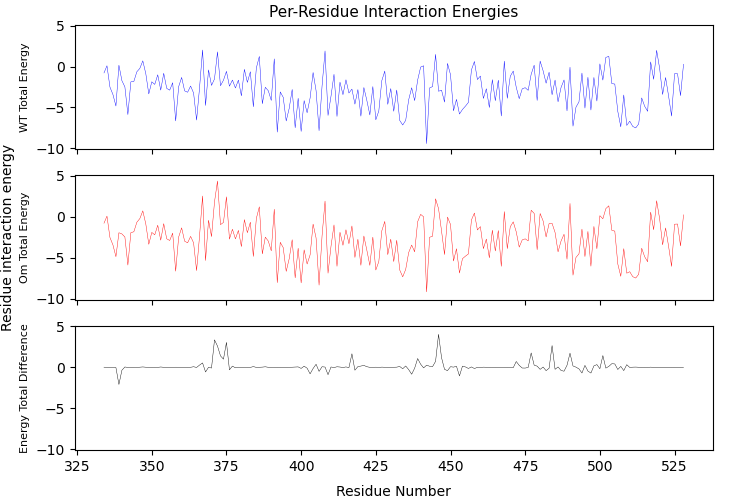 Per-Residue Interaction Energies
Residue interaction energy
WT Total Energy
5
0
−5
−10
Om Total Energy
5
0
−5
−10
Energy Total Difference
5
0
−5
−10
325 350 375 400 425 450 475 500 525
Residue Number